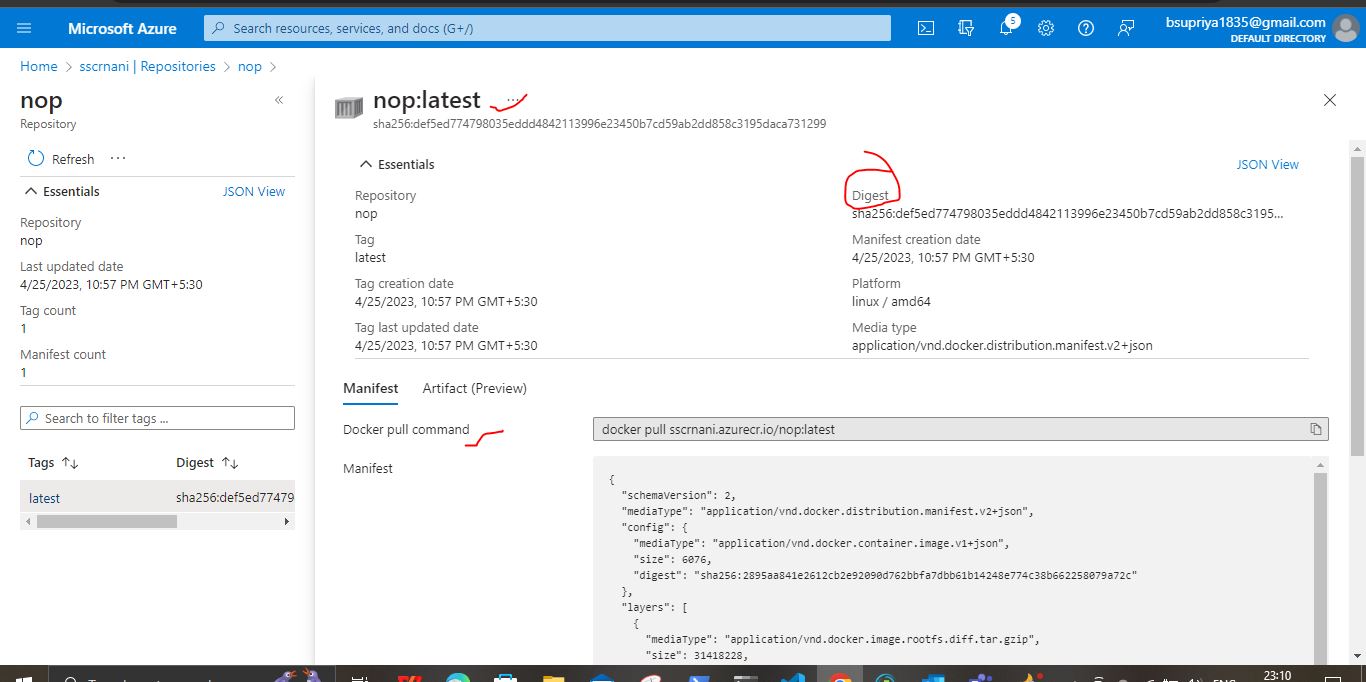 Microsoft Azure
Search resources, services, and docs (G+/)
5
bsupriya1835@gmail.com
DEFAULT DIRECTORY
Home > sscrnani | Repositories > nop >
nop
Repository
Refresh ...
Essentials
JSON View
Repository
nop
Last updated date
4/25/2023, 10:57 PM GMT+5:30
Tag count
1
Manifest count
1
Search to filter tags ...
Tags Digest
latest sha256:def5ed77479
nop:latest ...
sha256:def5ed774798035eddd4842113996e23450b7cd59ab2dd858c3195daca731299
Essentials
JSON View
Repository
nop
Tag
latest
Tag creation date
4/25/2023, 10:57 PM GMT+5:30
Tag last updated date
4/25/2023, 10:57 PM GMT+5:30
Digest
sha256:def5ed774798035eddd4842113996e23450b7cd59ab2dd858c3195...
Manifest creation date
4/25/2023, 10:57 PM GMT+5:30
Platform
linux / amd64
Media type
application/vnd.docker.distribution.manifest.v2+json
Manifest Artifact (Preview)
Docker pull command
docker pull sscrnani.azurecr.io/nop:latest
Manifest
{
"schemaVersion": 2,
"mediaType": "application/vnd.docker.distribution.manifest.v2+json",
"config": {
"mediaType": "application/vnd.docker.container.image.v1+json",
"size": 6076,
"digest": "sha256:2895aa841e2612cb2e92090d762bbfa7dbb61b14248e774c38b662258079a72c"
},
"layers": [
{
"mediaType": "application/vnd.docker.image.rootfs.diff.tar.gzip",
"size": 31418228,
23:10